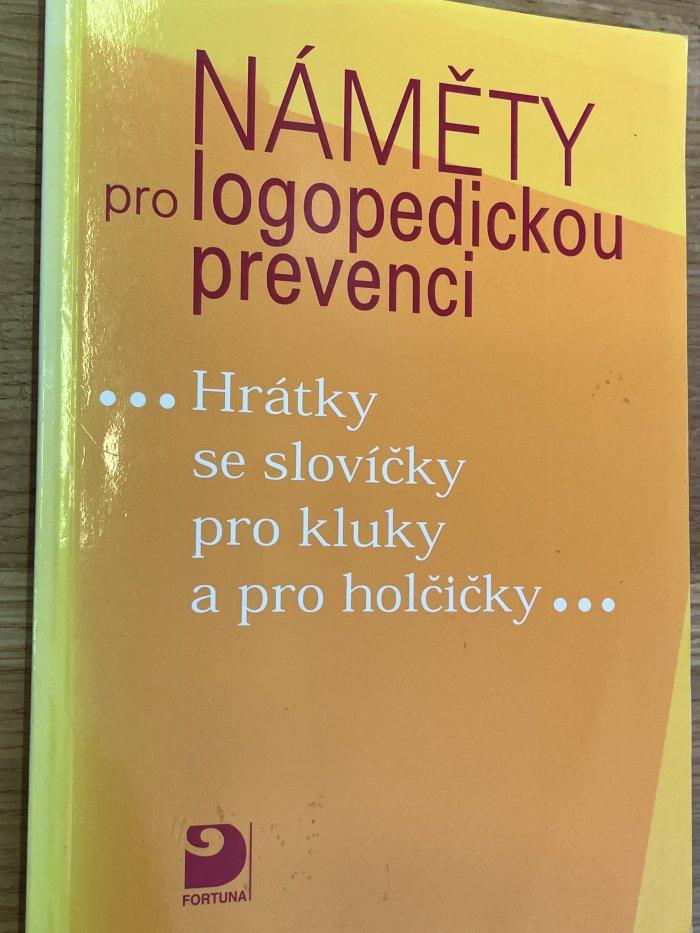 NÁMĚTY
pro logopedickou
prevenci
... Hrátky
se slovíčky
pro kluky
a pro holčičky ...
FORTUNA